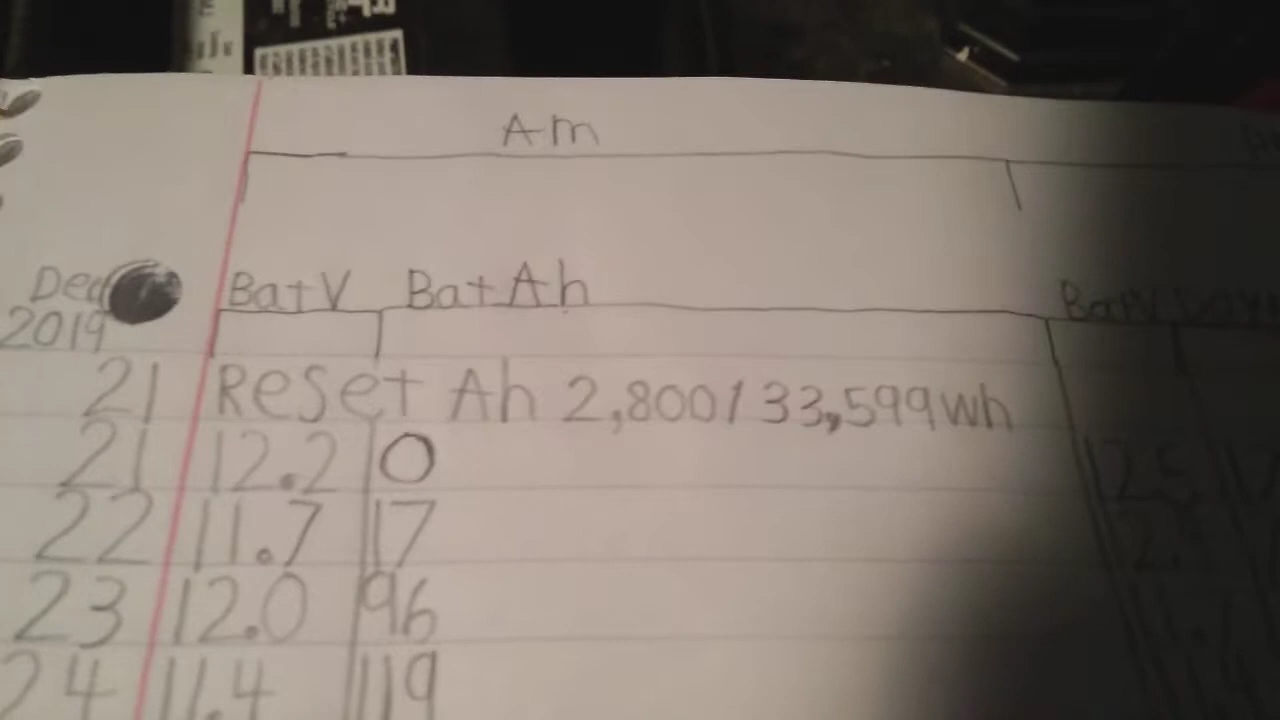 Am
Dec BatV BatAh BatV
2019
21 Reset Ah 2,800/33,599Wh
21 12.2 0
22 11.7 17
23 12.0 96
24 11.4 119